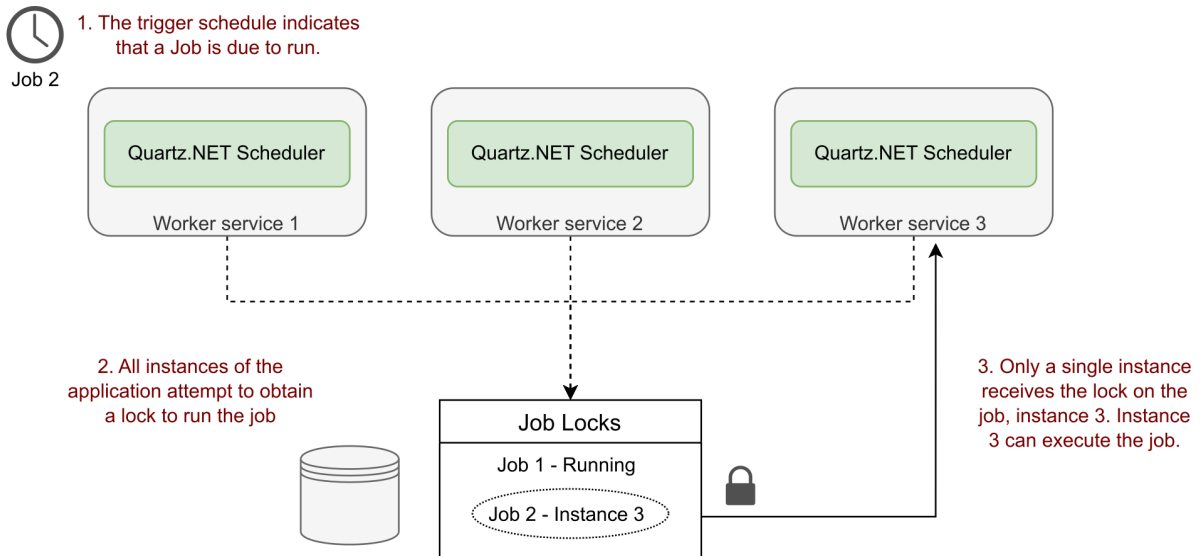 1. The trigger schedule indicates
that a Job is due to run.
Job 2
Quartz.NET Scheduler
Worker service 1
Quartz.NET Scheduler
Worker service 2
Quartz.NET Scheduler
Worker service 3
2. All instances of the
application attempt to obtain
a lock to run the job
3. Only a single instance
receives the lock on the
job, instance 3. Instance
3 can execute the job.
Job Locks
Job 1 - Running
Job 2 - Instance 3